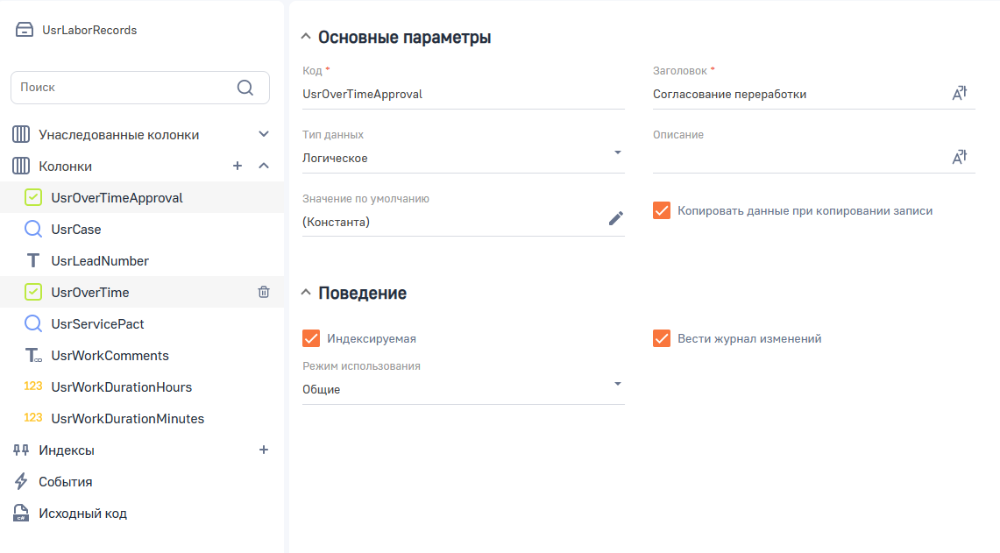 UsrLaborRecords
Поиск
Унаследованные колонки
Колонки
UsrOverTimeApproval
UsrCase
UsrLeadNumber
UsrOverTime
UsrServicePact
UsrWorkComments
123 UsrWorkDurationHours
123 UsrWorkDurationMinutes
Индексы
События
Исходный код
Основные параметры
Код *
UsrOverTimeApproval
Заголовок *
Согласование переработки
Тип данных
Логическое
Описание
Значение по умолчанию
(Константа)
Копировать данные при копировании записи
Поведение
Индексируемая
Вести журнал изменений
Режим использования
Общие